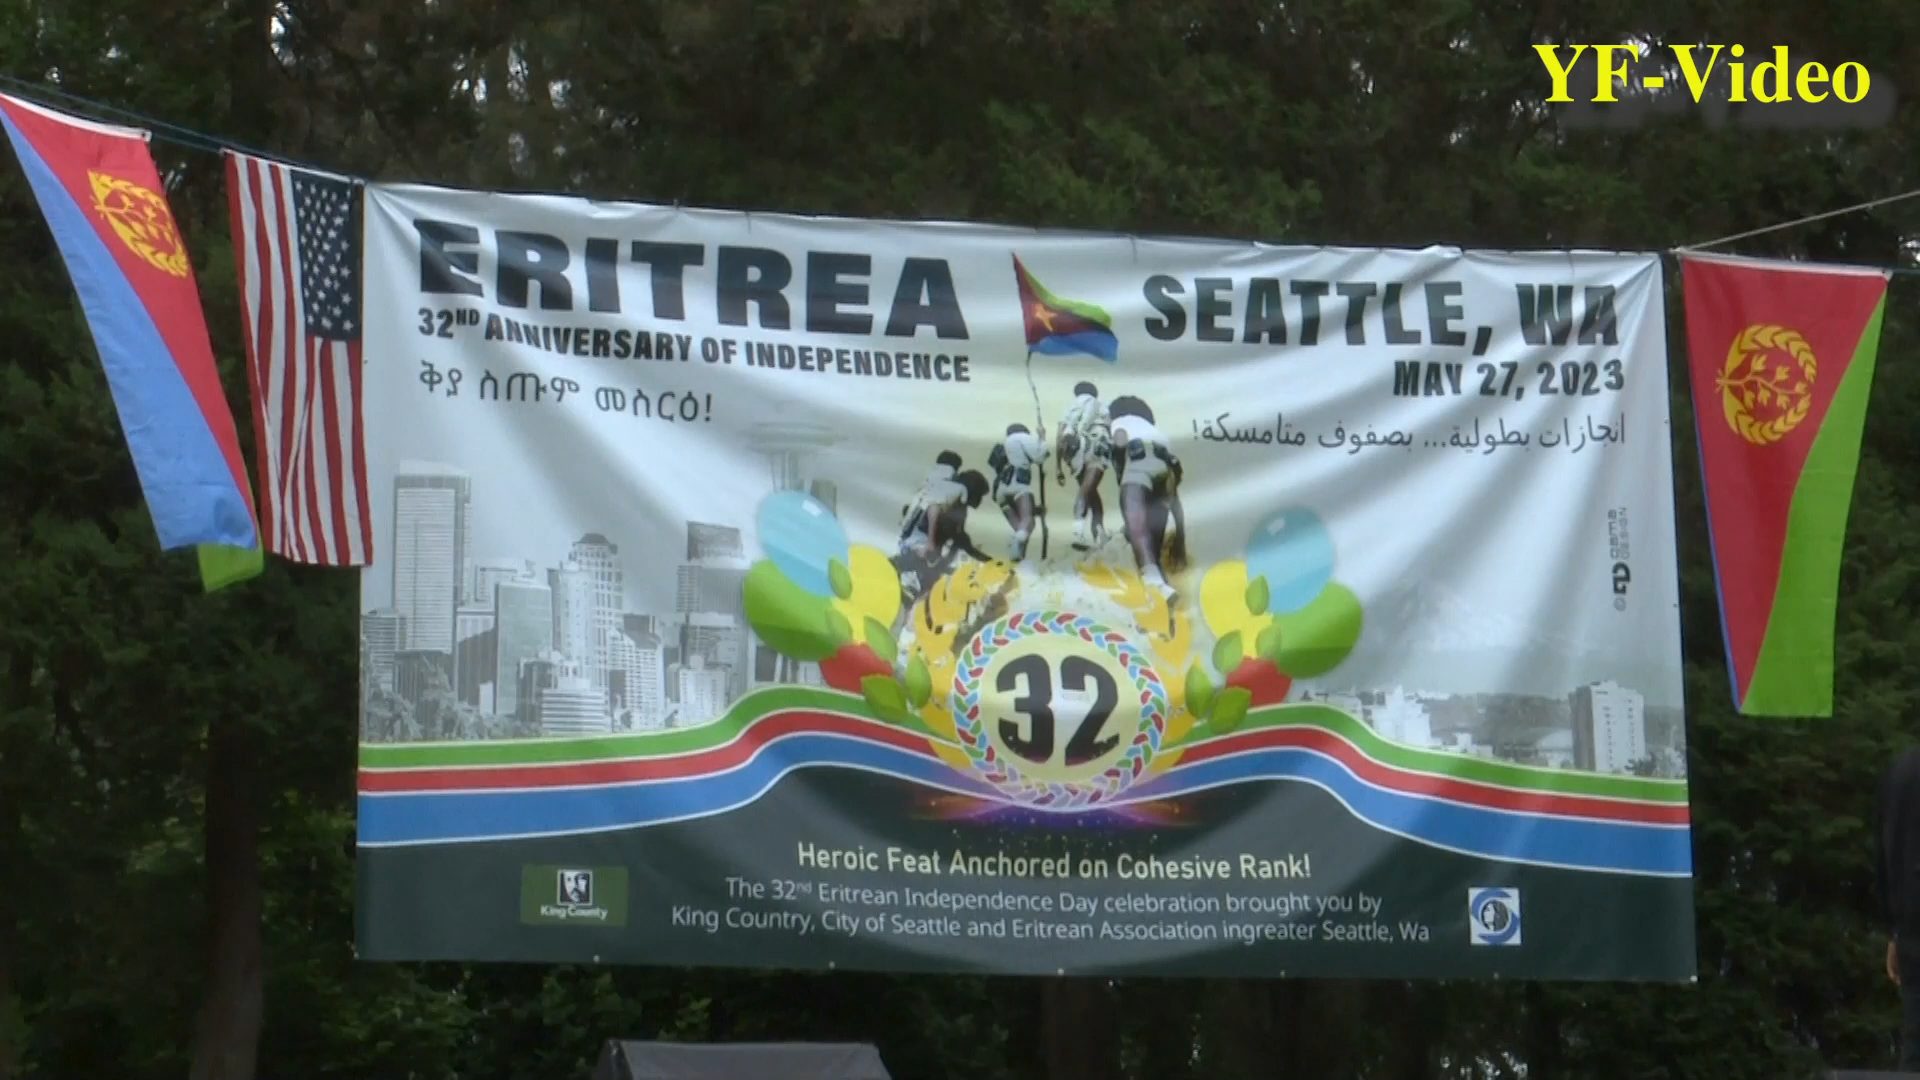 YF-Video
ERITREA
32ND ANNIVERSARY OF INDEPENDENCE
ቅያ ስጡም መስርዕ!
SEATTLE, WA
MAY 27, 2023
انجازات بطولية... بصفوف متامسكة!
32
Heroic Feat Anchored on Cohesive Rank!
The 32nd Eritrean Independence Day celebration brought you by
King Country, City of Seattle and Eritrean Association ingreater Seattle, Wa
King County